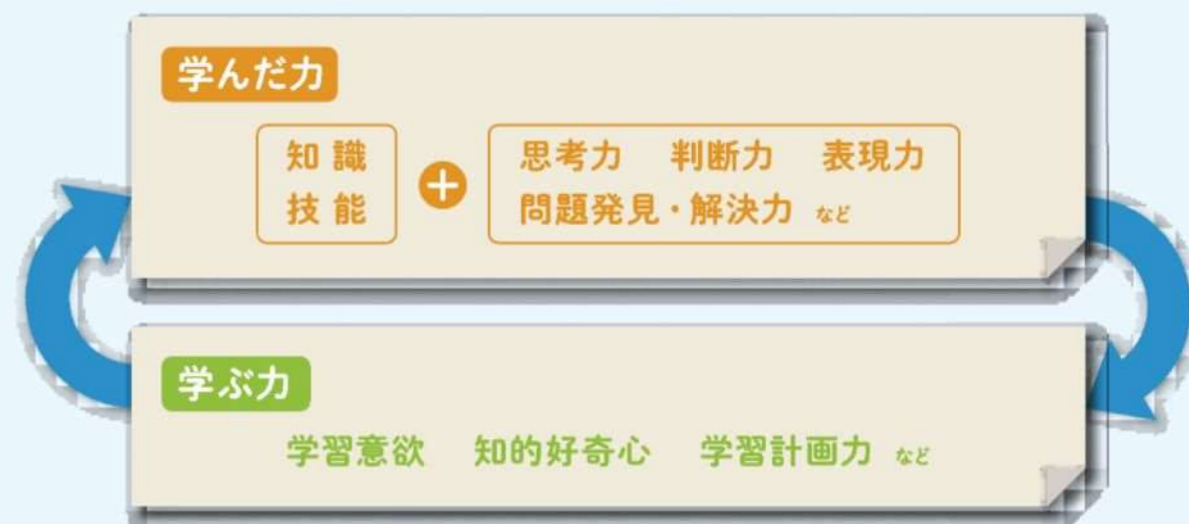 学んだ力
知識
技能
+
思考力 判断力 表現力
問題発見・解決力 など
学ぶ力
学習意欲 知的好奇心 学習計画力 など